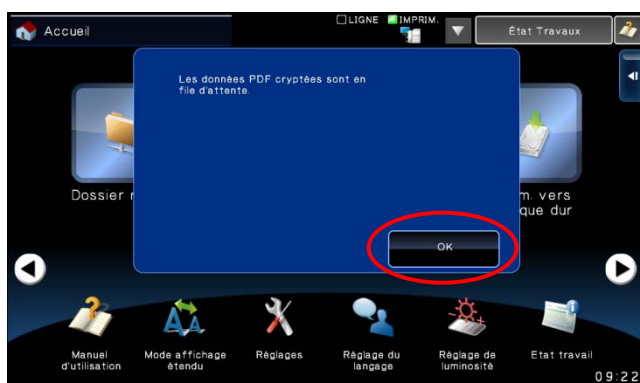 Accueil
LIGNE IMPRIM.
État Travaux
Les données PDF cryptées sont en
file d'attente.
Dossier
m. vers
que dur
OK
Manuel
d'utilisation
Mode affichage
étendu
Réglages
Réglage du
langage
Réglage de
luminosité
Etat travail
09:22